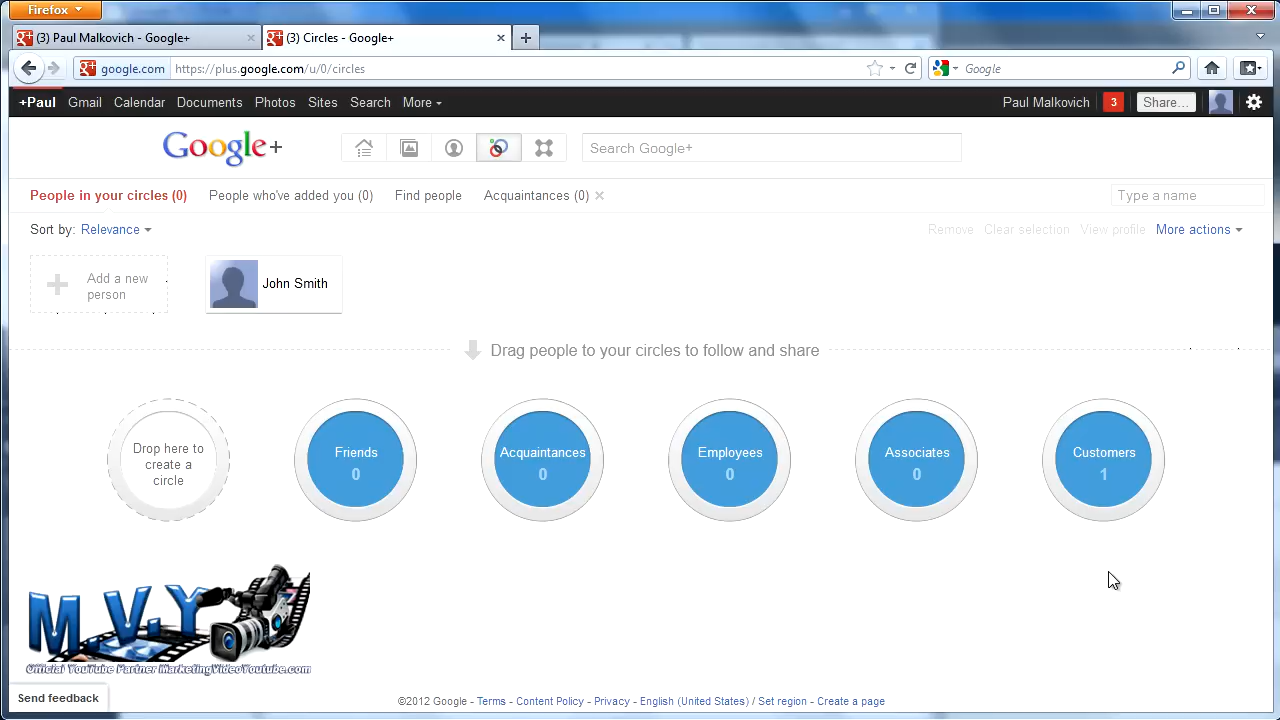 Firefox
(3) Paul Malkovich - Google+
(3) Circles - Google+
google.com
https://plus.google.com/u/0/circles
Google
+Paul
Gmail
Calendar
Documents
Photos
Sites
Search
More
Paul Malkovich
3
Share...
Google+
Search Google+
People in your circles (0)
People who've added you (0)
Find people
Acquaintances (0)
Type a name
Sort by: Relevance
Remove
Clear selection
View profile
More actions
Add a new
person
John Smith
Drag people to your circles to follow and share
Drop here to
create a
circle
Friends
0
Acquaintances
0
Employees
0
Associates
0
Customers
1
M.V.Y
Official YouTube Partner MarketingVideoYoutube.com
Send feedback
©2012 Google - Terms - Content Policy - Privacy - English (United States) / Set region - Create a page